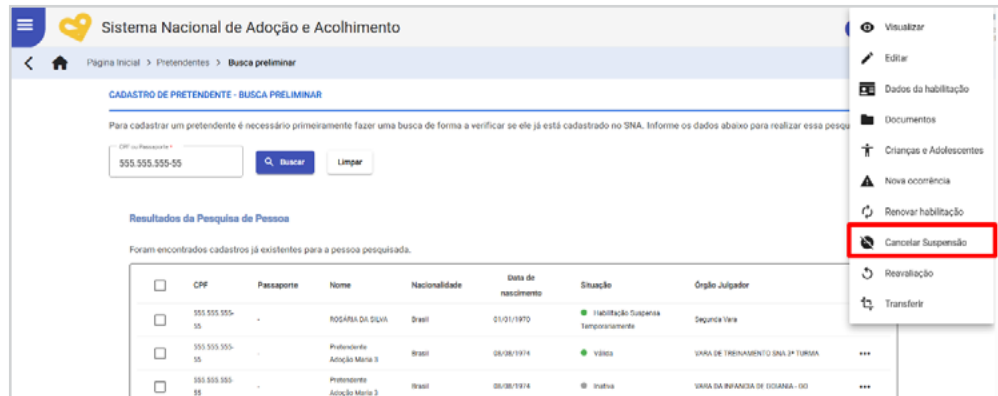 Sistema Nacional de Adoção e Acolhimento
Página Inicial > Pretendentes > Busca preliminar
CADASTRO DE PRETENDENTE - BUSCA PRELIMINAR
Para cadastrar um pretendente é necessário primeiramente fazer uma busca de forma a verificar se ele já está cadastrado no SNA. Informe os dados abaixo para realizar essa pesqu
CPF ou Passaporte *
555.555.555-55
Buscar
Limpar
Resultados da Pesquisa de Pessoa
Foram encontrados cadastros já existentes para a pessoa pesquisada.
CPF Passaporte Nome Nacionalidade Data de nascimento Situação Órgão Julgador
555.555.555-55 - ROSÁRIA DA SILVA Brasil 01/01/1970 Habilitação Suspensa Temporariamente Segunda Vara
555.555.555-55 - Pretendente Adoção Maria 3 Brasil 08/08/1974 Válida VARA DE TREINAMENTO SNA 3ª TURMA ...
555.555.555-55 - Pretendente Adoção Maria 3 Brasil 08/08/1974 Inativa VARA DA INFANCIA DE GOIANIA - GO ...
Visualizar
Editar
Dados da habilitação
Documentos
Crianças e Adolescentes
Nova ocorrência
Renovar habilitação
Cancelar Suspensão
Reavaliação
Transferir